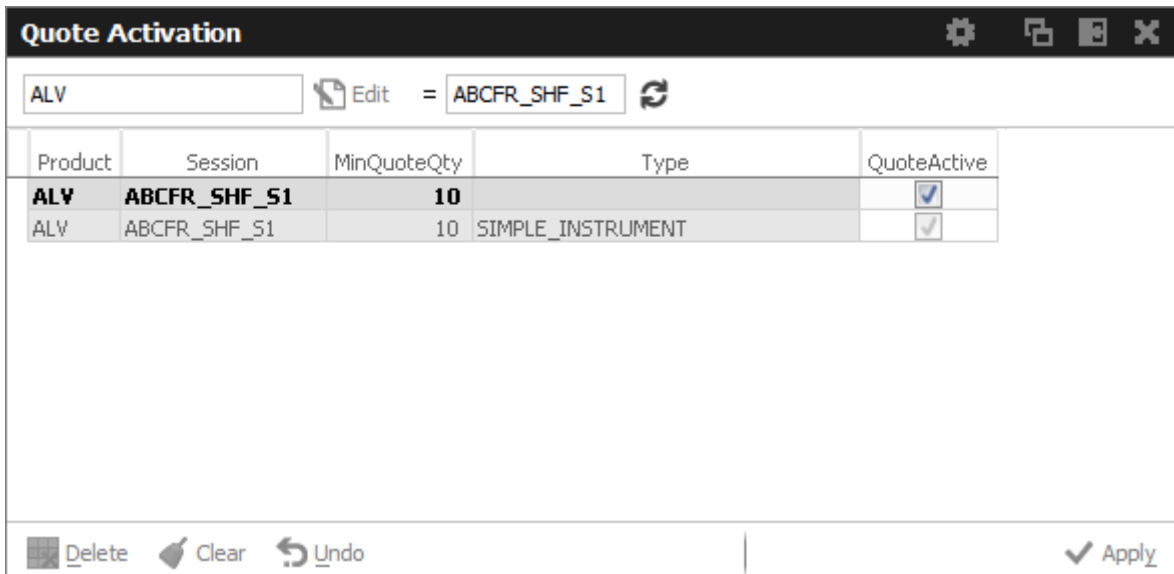 Quote Activation
ALV Edit = ABCFR_SHF_S1
Product Session MinQuoteQty Type QuoteActive
ALV ABCFR_SHF_S1 10
ALV ABCFR_SHF_S1 10 SIMPLE_INSTRUMENT
Delete Clear Undo Apply